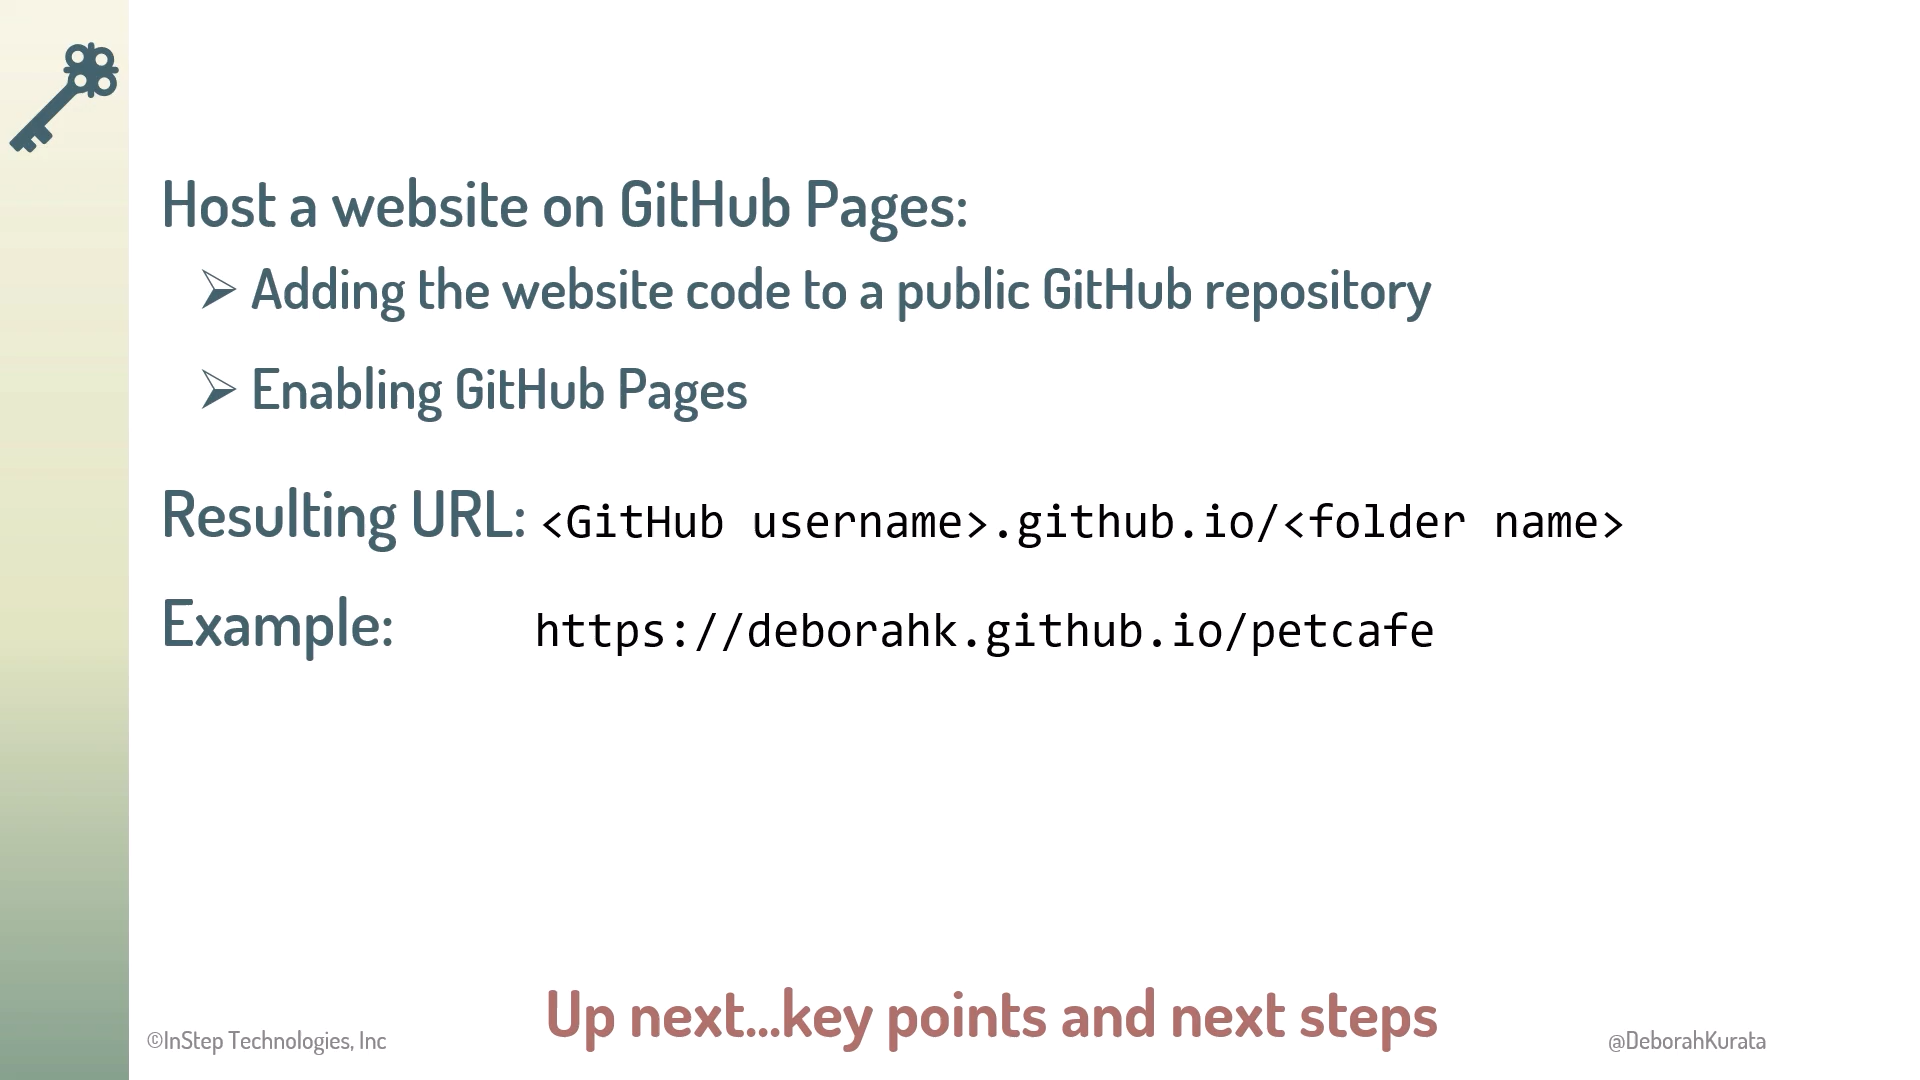 Host a website on GitHub Pages:
➢ Adding the website code to a public GitHub repository
➢ Enabling GitHub Pages
Resulting URL: <GitHub username>.github.io/<folder name>
Example: https://deborahk.github.io/petcafe
Up next...key points and next steps
©InStep Technologies, Inc
@DeborahKurata